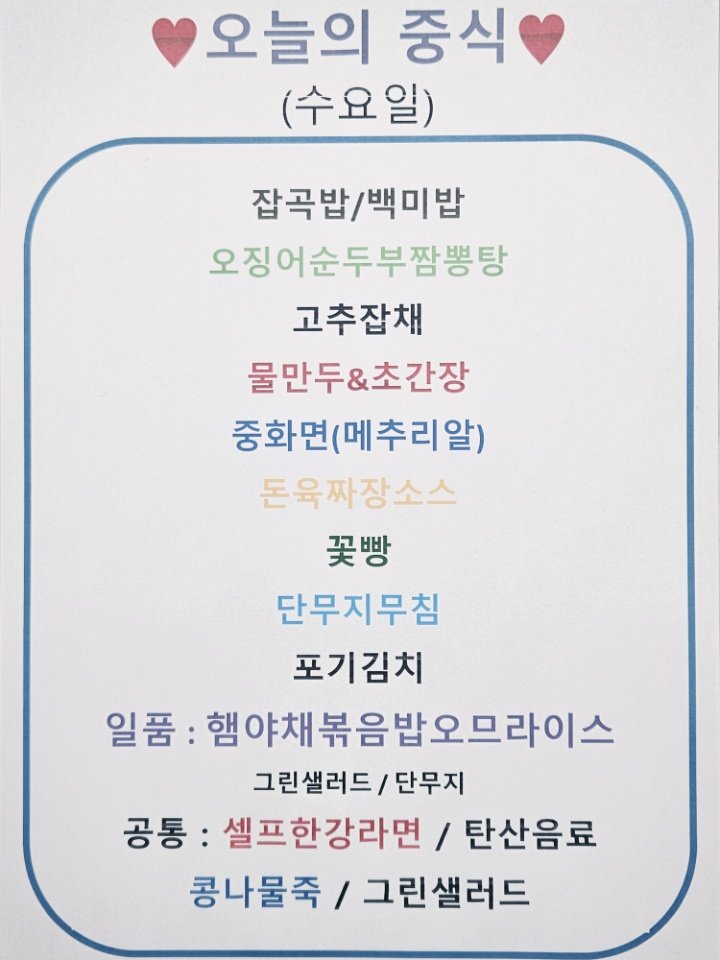 ♥오늘의 중식♥
(수요일)
잡곡밥/백미밥
오징어순두부짬뽕탕
고추잡채
물만두&초간장
중화면(메추리알)
돈육짜장소스
꽃빵
단무지무침
포기김치
일품 : 햄야채볶음밥오므라이스
그린샐러드 / 단무지
공통 : 셀프한강라면 / 탄산음료
콩나물죽 / 그린샐러드